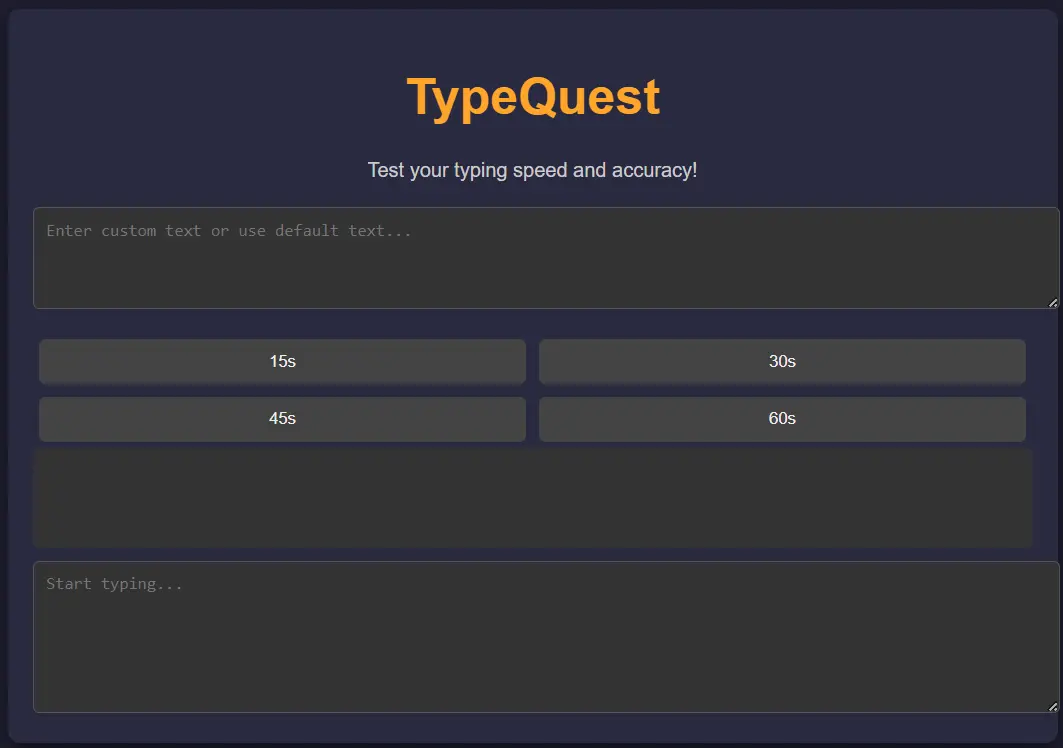 TypeQuest
Test your typing speed and accuracy!
Enter custom text or use default text...
15s
30s
45s
60s
Start typing...